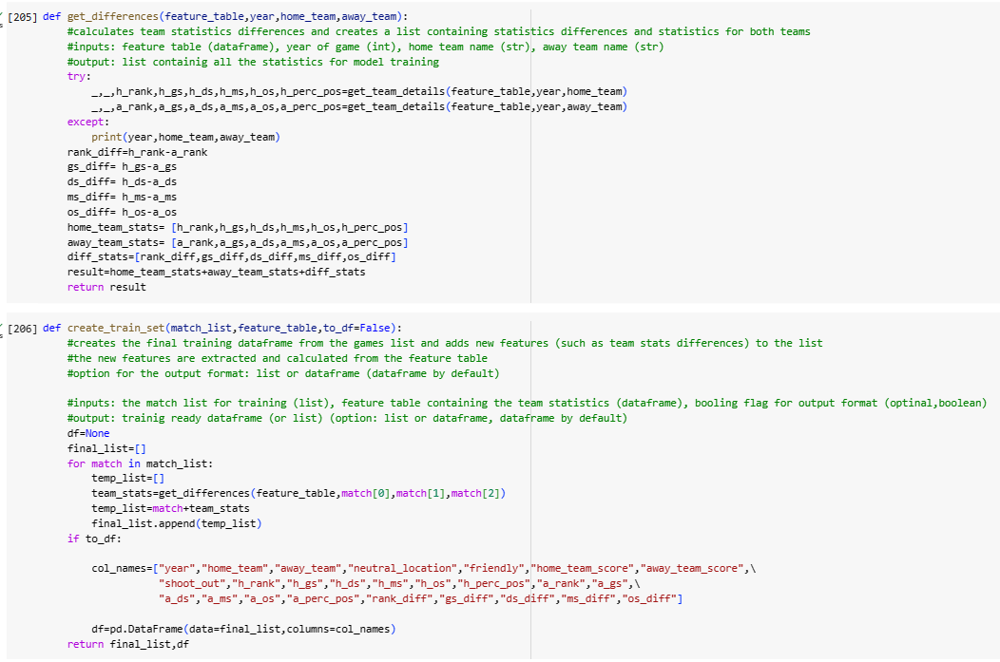 [205] def get_differences(feature_table,year,home_team,away_team):
#calculates team statistics differences and creates a list containing statistics differences and statistics for both teams
#inputs: feature table (dataframe), year of game (int), home team name (str), away team name (str)
#output: list containig all the statistics for model training
try:
_,_,h_rank,h_gs,h_ds,h_ms,h_os,h_perc_pos=get_team_details(feature_table,year,home_team)
_,_,a_rank,a_gs,a_ds,a_ms,a_os,a_perc_pos=get_team_details(feature_table,year,away_team)
except:
print(year,home_team,away_team)
rank_diff=h_rank-a_rank
gs_diff= h_gs-a_gs
ds_diff= h_ds-a_ds
ms_diff= h_ms-a_ms
os_diff= h_os-a_os
home_team_stats= [h_rank,h_gs,h_ds,h_ms,h_os,h_perc_pos]
away_team_stats= [a_rank,a_gs,a_ds,a_ms,a_os,a_perc_pos]
diff_stats=[rank_diff,gs_diff,ds_diff,ms_diff,os_diff]
result=home_team_stats+away_team_stats+diff_stats
return result
[206] def create_train_set(match_list,feature_table,to_df=False):
#creates the final training dataframe from the games list and adds new features (such as team stats differences) to the list
#the new features are extracted and calculated from the feature table
#option for the output format: list or dataframe (dataframe by default)
#inputs: the match list for training (list), feature table containing the team statistics (dataframe), booling flag for output format (optinal,boolean)
#output: trainig ready dataframe (or list) (option: list or dataframe, dataframe by default)
df=None
final_list=[]
for match in match_list:
temp_list=[]
team_stats=get_differences(feature_table,match[0],match[1],match[2])
temp_list=match+team_stats
final_list.append(temp_list)
if to_df:
col_names=["year","home_team","away_team","neutral_location","friendly","home_team_score","away_team_score",\
"shoot_out","h_rank","h_gs","h_ds","h_ms","h_os","h_perc_pos","a_rank","a_gs",\
"a_ds","a_ms","a_os","a_perc_pos","rank_diff","gs_diff","ds_diff","ms_diff","os_diff"]
df=pd.DataFrame(data=final_list,columns=col_names)
return final_list,df